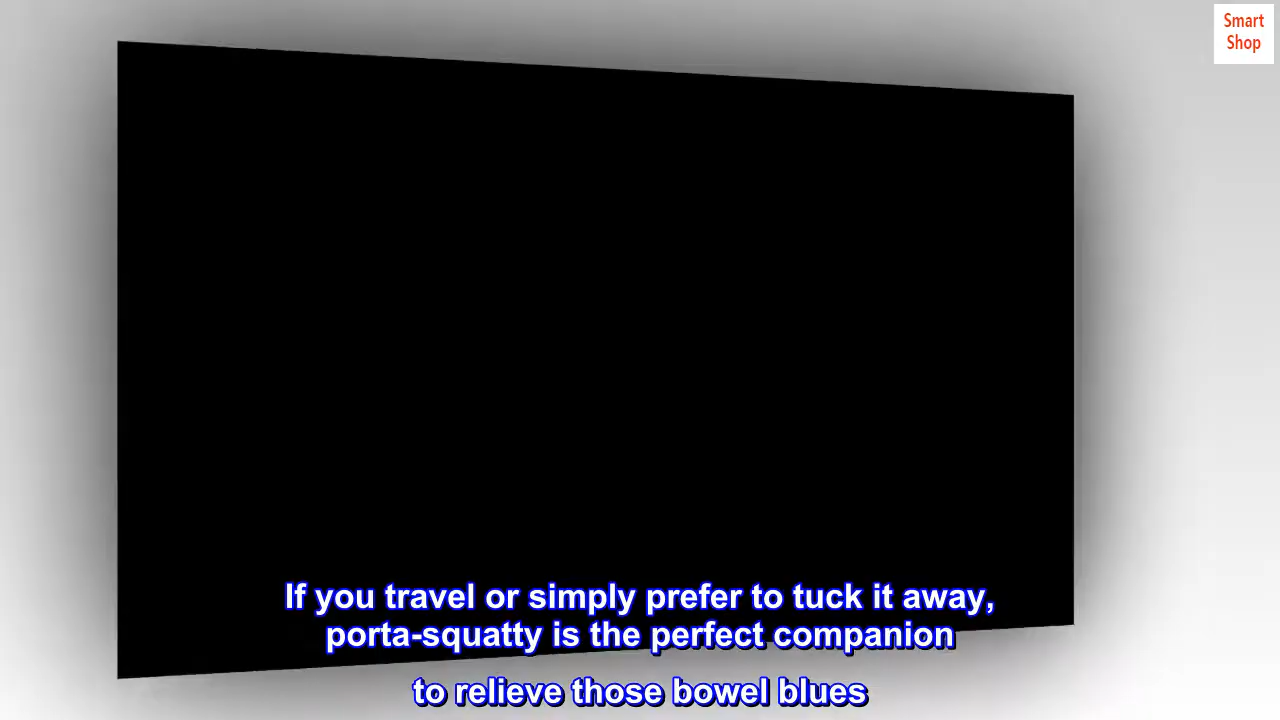 Smart
Shop
If you travel or simply prefer to tuck it away,
porta-squatty is the perfect companion
to relieve those bowel blues